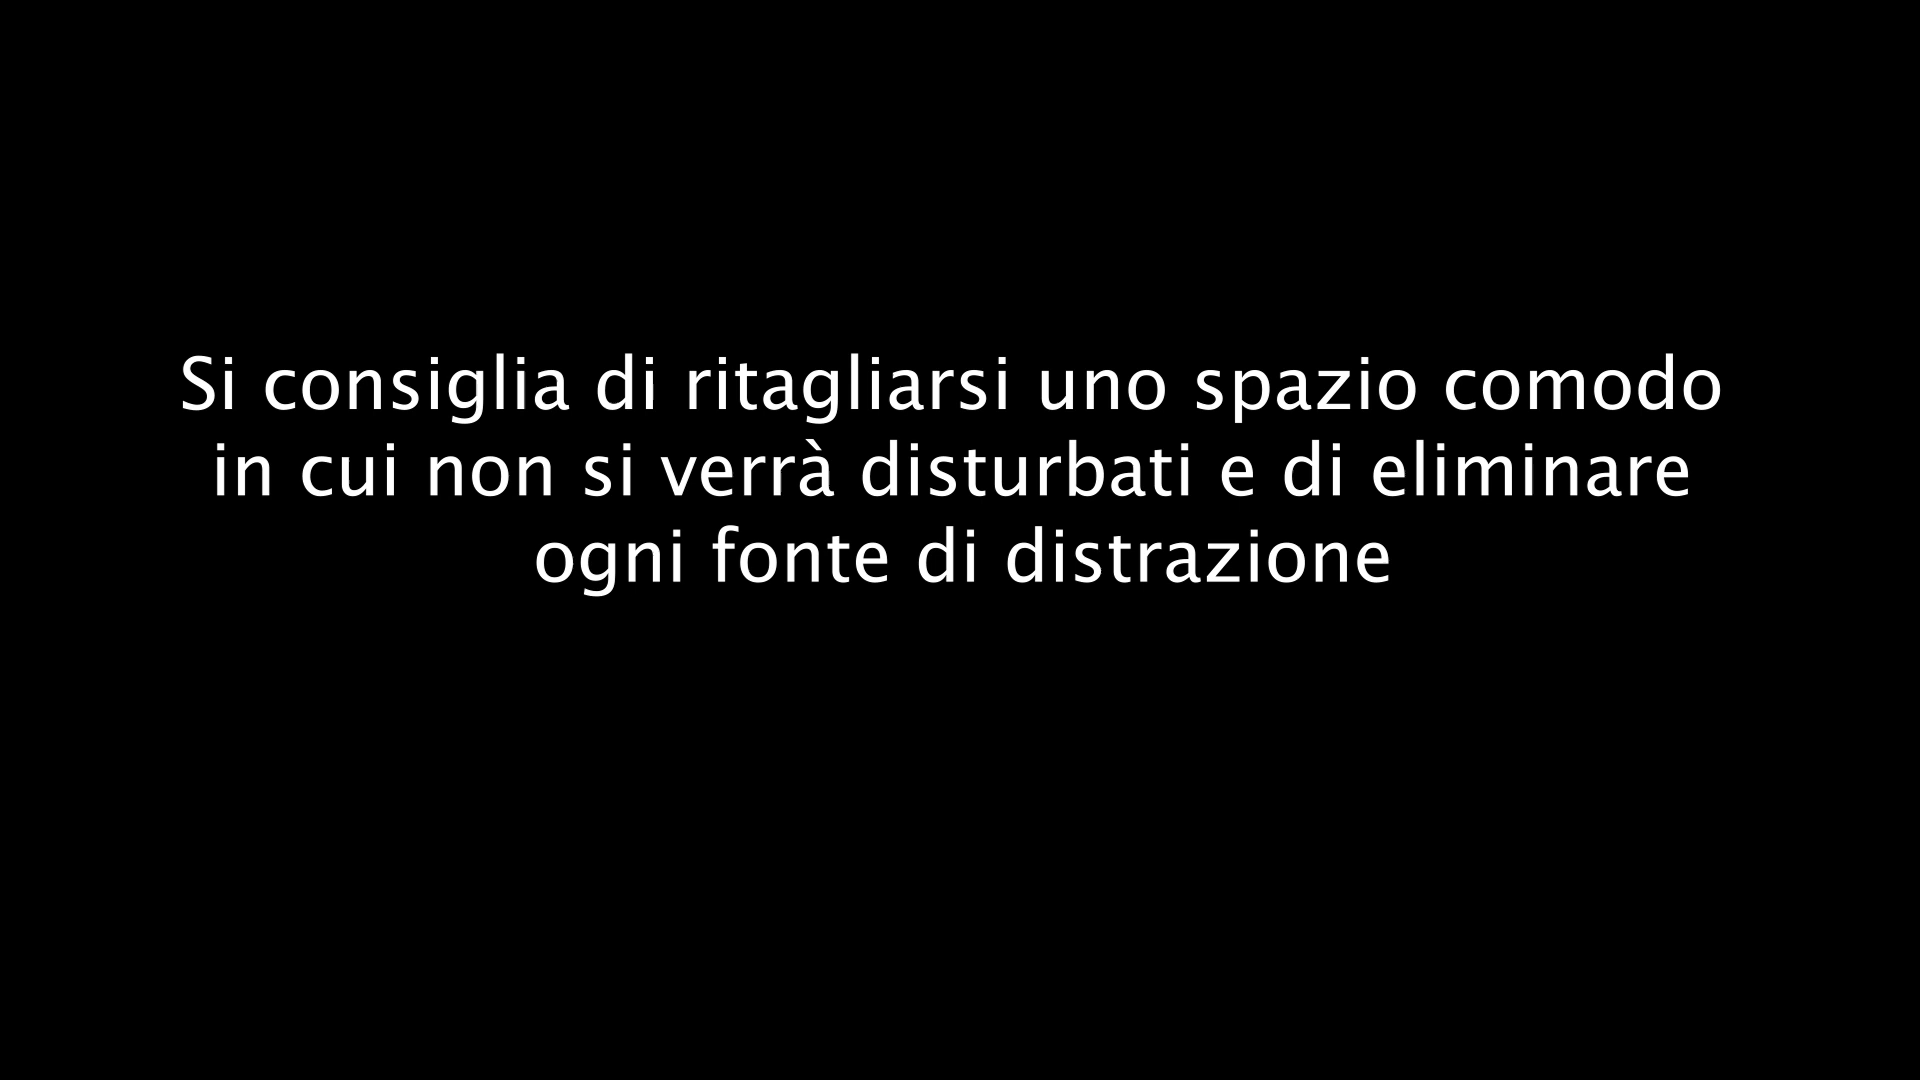 Si consiglia di ritagliarsi uno spazio comodo
in cui non si verrà disturbati e di eliminare
ogni fonte di distrazione